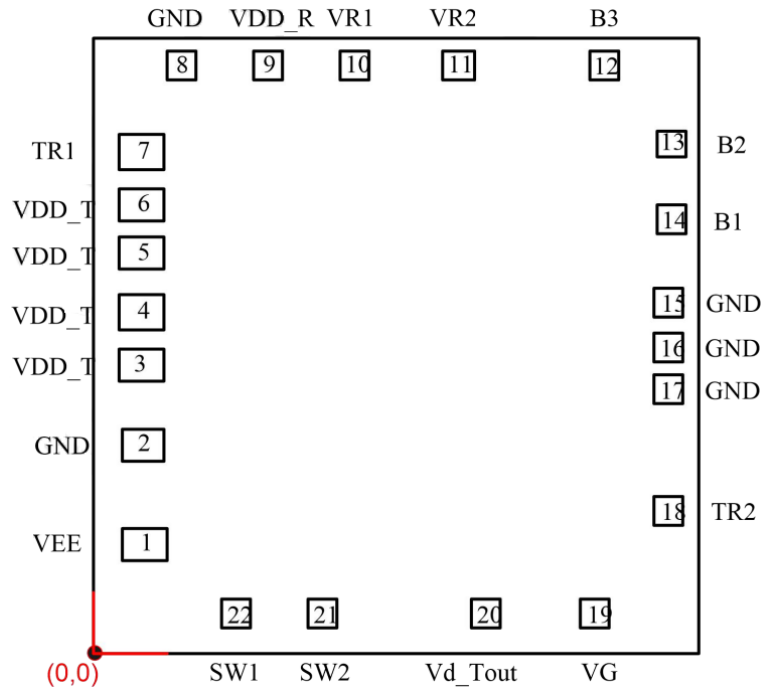 GND VDD_R VR1 VR2 B3
8 9 10 11 12
13 B2
TR1 7
VDD_T 6
14 B1
VDD_T 5
15 GND
VDD_T 4
16 GND
VDD_T 3
17 GND
GND 2
18 TR2
VEE 1
22 21 20 19
(0,0) SW1 SW2 Vd_Tout VG